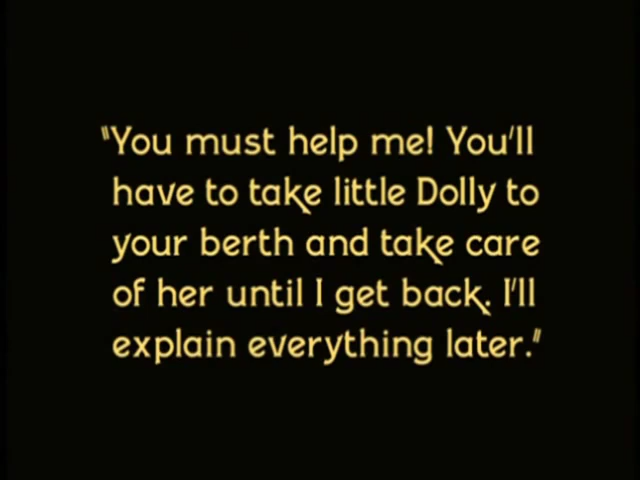 "You must help me! You'll
have to take little Dolly to
your berth and take care
of her until I get back. I'll
explain everything later."